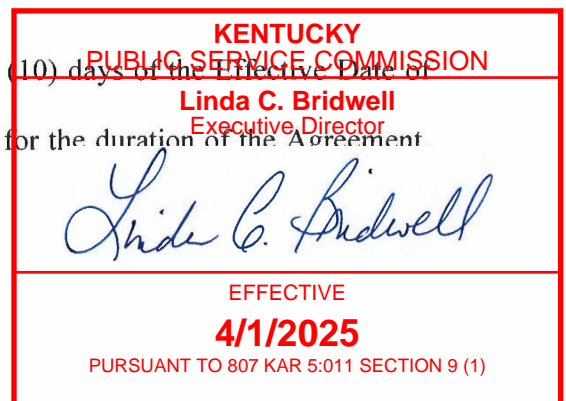 KENTUCKY
PUBLIC SERVICE COMMISSION
(10) days of the Effective Date of
Linda C. Bridwell
Executive Director
for the duration of the Agreement
Linda C. Bridwell
EFFECTIVE
4/1/2025
PURSUANT TO 807 KAR 5:011 SECTION 9 (1)